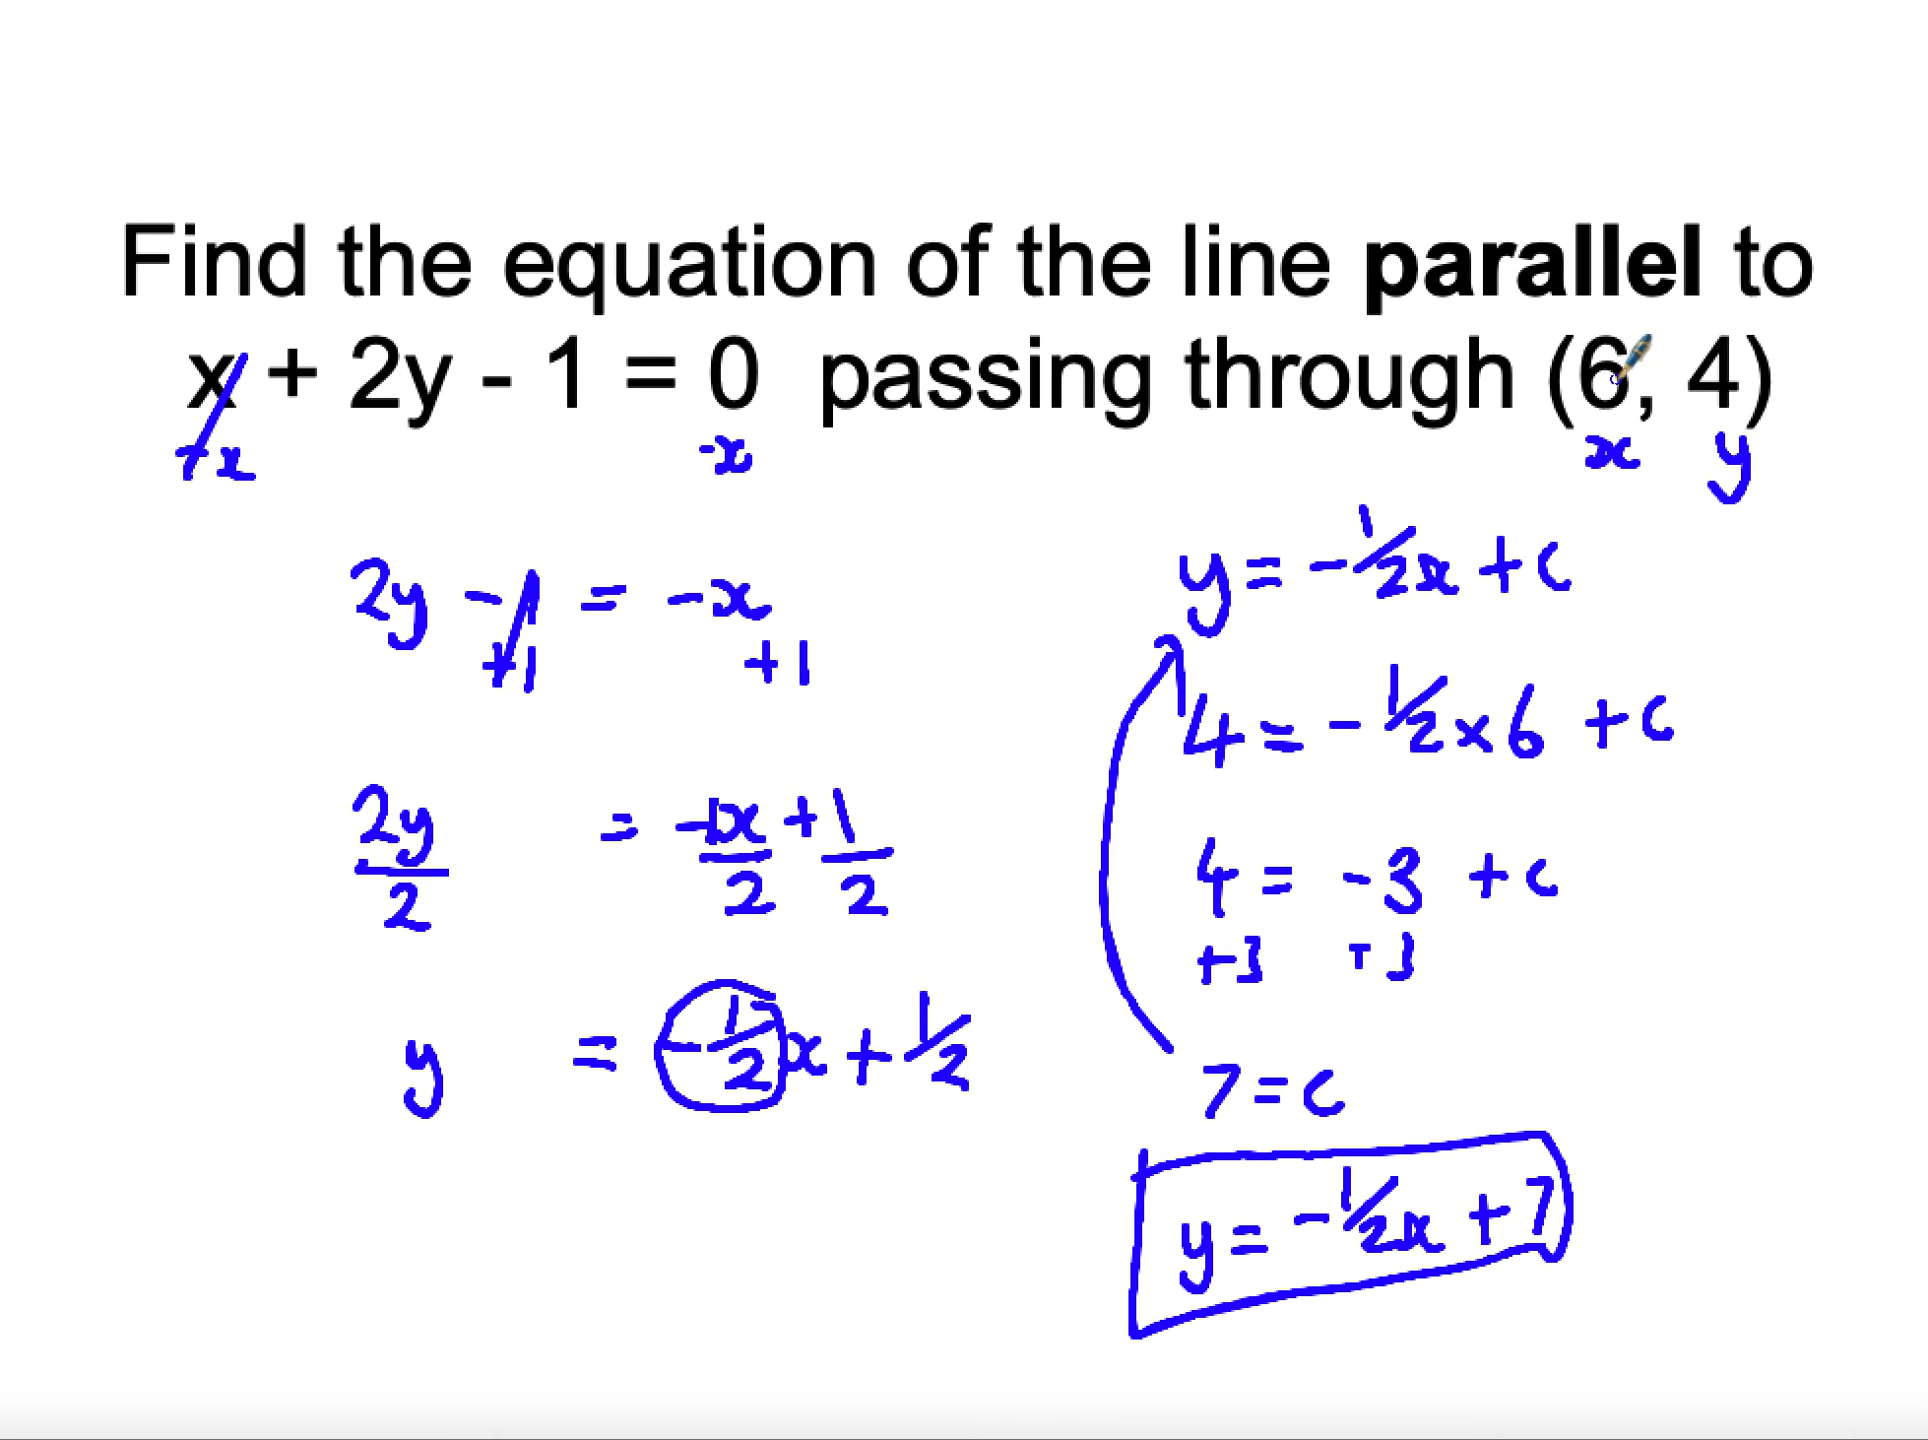 Find the equation of the line parallel to
x + 2y - 1 = 0 passing through (6, 4)
-x -x x y
2y - 1 = -x
+1 +1
2y/2 = -1x/2 + 1/2
y = -1/2x + 1/2
y = -1/2x + c
4 = -1/2 x 6 + c
4 = -3 + c
+3 +3
7 = c
y = -1/2x + 7